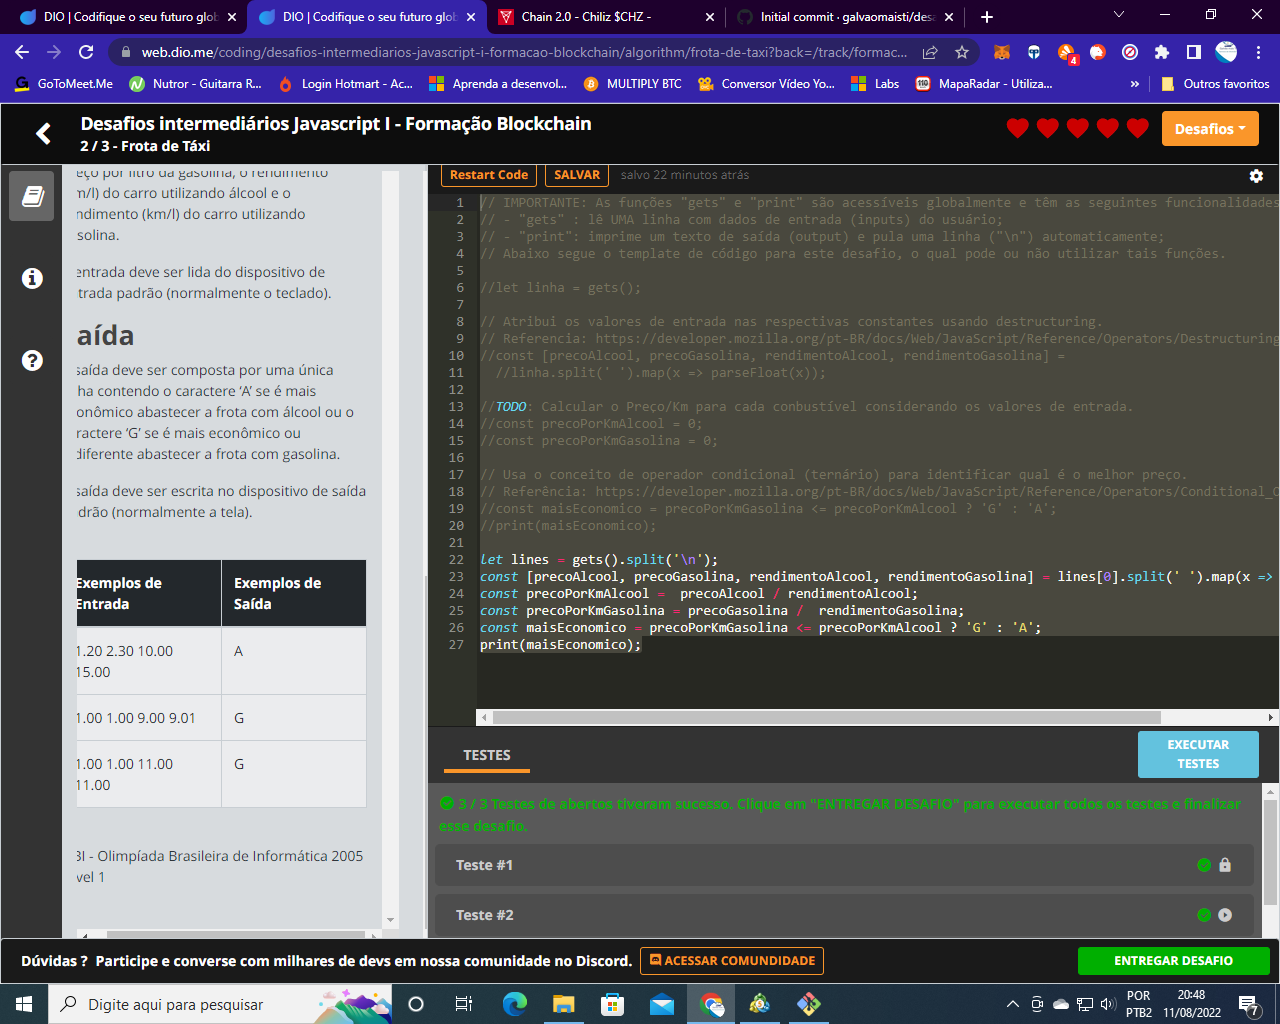 DIO | Codifique o seu futuro glob
DIO | Codifique o seu futuro glob
Chain 2.0 - Chiliz $CHZ -
Initial commit · galvaomaisti/desa
web.dio.me/coding/desafios-intermediarios-javascript-i-formacao-blockchain/algorithm/frota-de-taxi?back=/track/formac...
4
GoToMeet.Me
Nutror - Guitarra R...
Login Hotmart - Ac...
Aprenda a desenvol...
MULTIPLY BTC
Conversor Vídeo Yo...
Labs
MapaRadar - Utiliza...
»
Outros favoritos
Desafios intermediários Javascript I - Formação Blockchain
2 / 3 - Frota de Táxi
Desafios
eço por litro da gasolina, o rendimento
m/l) do carro utilizando álcool e o
ndimento (km/l) do carro utilizando
solina.
entrada deve ser lida do dispositivo de
trada padrão (normalmente o teclado).
aída
saída deve ser composta por uma única
ha contendo o caractere ‘A’ se é mais
onômico abastecer a frota com álcool ou o
ractere ‘G’ se é mais econômico ou
diferente abastecer a frota com gasolina.
saída deve ser escrita no dispositivo de saída
drão (normalmente a tela).
Exemplos de Entrada
Exemplos de Saída
1.20 2.30 10.00 15.00
A
1.00 1.00 9.00 9.01
G
1.00 1.00 11.00 11.00
G
BI - Olimpíada Brasileira de Informática 2005
vel 1
Restart Code
SALVAR
salvo 22 minutos atrás
1 // IMPORTANTE: As funções "gets" e "print" são acessíveis globalmente e têm as seguintes funcionalidades
2 // - "gets" : lê UMA linha com dados de entrada (inputs) do usuário;
3 // - "print": imprime um texto de saída (output) e pula uma linha ("\n") automaticamente;
4 // Abaixo segue o template de código para este desafio, o qual pode ou não utilizar tais funções.
5
6 //let linha = gets();
7
8 // Atribui os valores de entrada nas respectivas constantes usando destructuring.
9 // Referencia: https://developer.mozilla.org/pt-BR/docs/Web/JavaScript/Reference/Operators/Destructuring
10 //const [precoAlcool, precoGasolina, rendimentoAlcool, rendimentoGasolina] =
11 //linha.split(' ').map(x => parseFloat(x));
12
13 //TODO: Calcular o Preço/Km para cada conbustível considerando os valores de entrada.
14 //const precoPorKmAlcool = 0;
15 //const precoPorKmGasolina = 0;
16
17 // Usa o conceito de operador condicional (ternário) para identificar qual é o melhor preço.
18 // Referência: https://developer.mozilla.org/pt-BR/docs/Web/JavaScript/Reference/Operators/Conditional_O
19 //const maisEconomico = precoPorKmGasolina <= precoPorKmAlcool ? 'G' : 'A';
20 //print(maisEconomico);
21
22 let lines = gets().split('\n');
23 const [precoAlcool, precoGasolina, rendimentoAlcool, rendimentoGasolina] = lines[0].split(' ').map(x =>
24 const precoPorKmAlcool = precoAlcool / rendimentoAlcool;
25 const precoPorKmGasolina = precoGasolina / rendimentoGasolina;
26 const maisEconomico = precoPorKmGasolina <= precoPorKmAlcool ? 'G' : 'A';
27 print(maisEconomico);
TESTES
EXECUTAR TESTES
3 / 3 Testes de abertos tiveram sucesso. Clique em "ENTREGAR DESAFIO" para executar todos os testes e finalizar
esse desafio.
Teste #1
Teste #2
Dúvidas ? Participe e converse com milhares de devs em nossa comunidade no Discord.
ACESSAR COMUNDIDADE
ENTREGAR DESAFIO
Digite aqui para pesquisar
POR
PTB2
20:48
11/08/2022
7